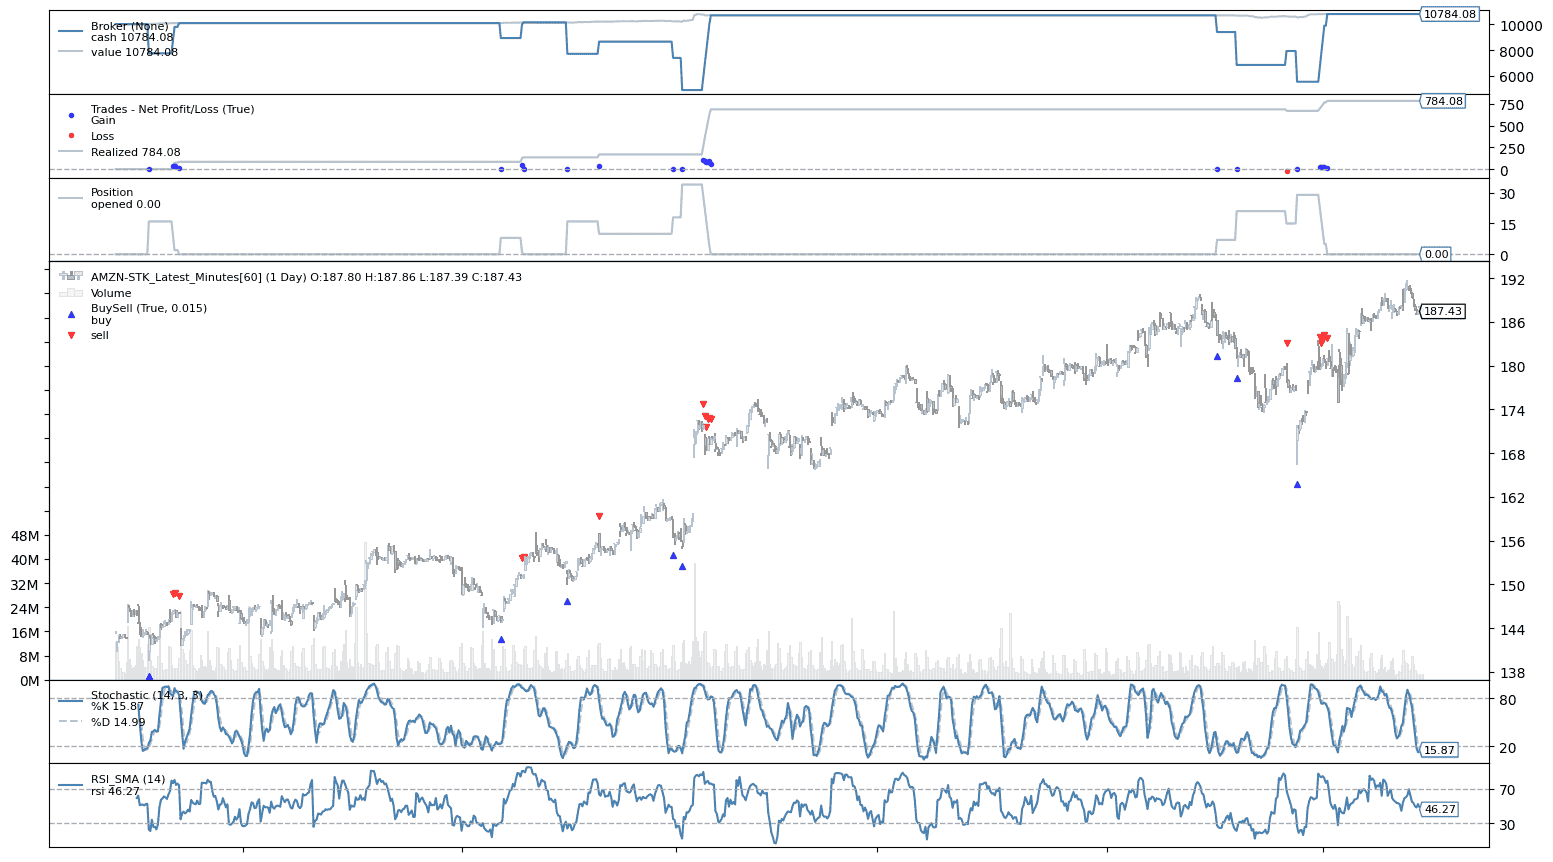 Broker (None)
cash 10784.08
value 10784.08
10784.08
10000
8000
6000
Trades - Net Profit/Loss (True)
Gain
Loss
Realized 784.08
784.08
750
500
250
0
Position
opened 0.00
30
15
0
0.00
AMZN-STK_Latest_Minutes[60] (1 Day) O:187.80 H:187.86 L:187.39 C:187.43
Volume
BuySell (True, 0.015)
buy
sell
192
187.43
186
180
174
168
162
156
150
144
138
48M
40M
32M
24M
16M
8M
0M
Stochastic (14, 3, 3)
%K 15.87
%D 14.99
80
20
15.87
RSI_SMA (14)
rsi 46.27
70
30
46.27